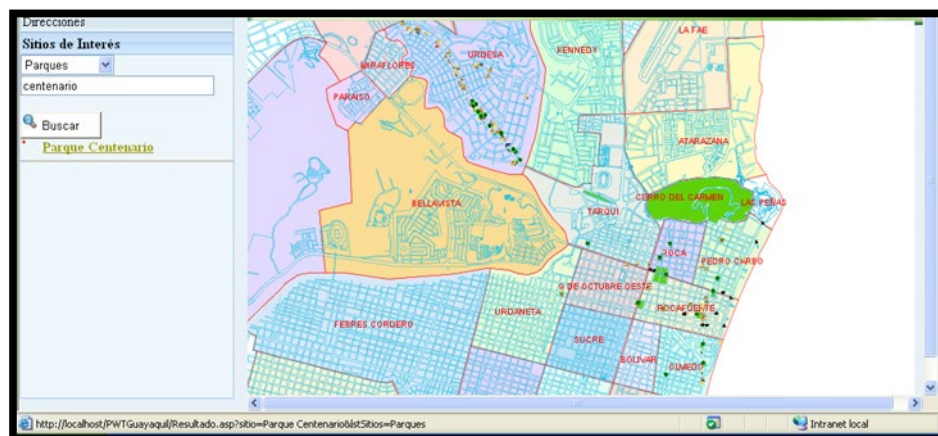 Direcciones
Sitios de Interés
Parques
centenario
Buscar
* Parque Centenario
LA FAE
URDESA
KENNEDY
MIRAFLORES
PARAISO
ATARAZANA
BELLAVISTA
CERRO DEL CARMEN
LAS PEÑAS
TARQUI
ROCA
PEDRO CARBO
9 DE OCTUBRE OESTE
ROCAFUERTE
URDANETA
FEBRES CORDERO
SUCRE
BOLIVAR
OLMEDO
http://localhost/PWTGuayaquil/Resultado.asp?sitio=Parque Centenario&lstSitios=Parques
Intranet local